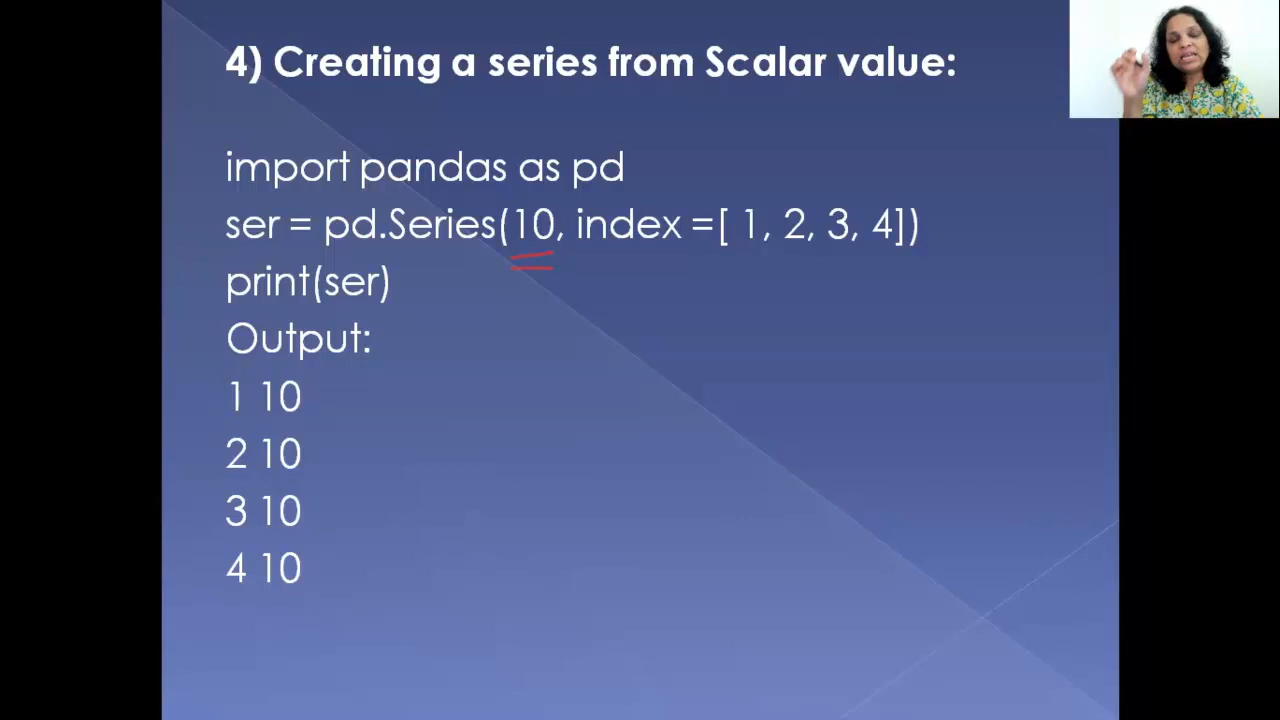 4) Creating a series from Scalar value:
import pandas as pd
ser = pd.Series(10, index =[ 1, 2, 3, 4])
print(ser)
Output:
1 10
2 10
3 10
4 10